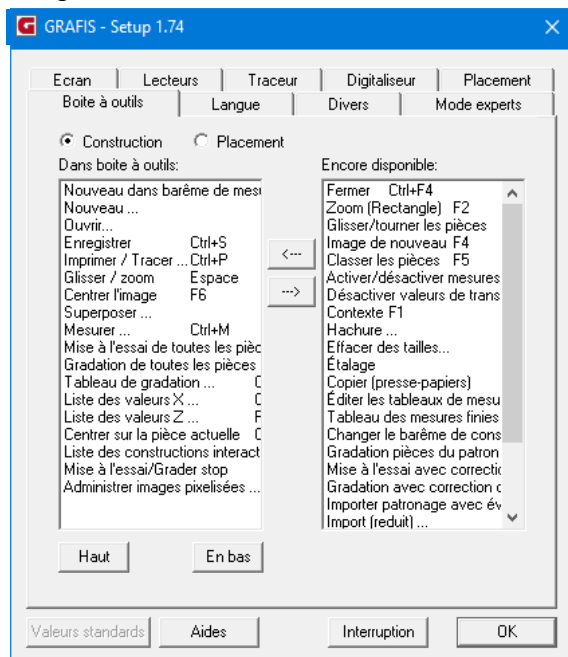 GRAFIS - Setup 1.74
Ecran Lecteurs Traceur Digitaliseur Placement
Boite à outils Langue Divers Mode experts
Construction Placement
Dans boite à outils: Encore disponible:
Nouveau dans barême de mesu
Nouveau ...
Ouvrir...
Enregistrer Ctrl+S
Imprimer / Tracer ... Ctrl+P
Glisser / zoom Espace
Centrer l'image F6
Superposer ...
Mesurer ... Ctrl+M
Mise à l'essai de toutes les pièc
Gradation de toutes les pièces
Tableau de gradation ... C
Liste des valeurs X ... C
Liste des valeurs Z ... F
Centrer sur la pièce actuelle C
Liste des constructions interact
Mise à l'essai/Grader stop
Administrer images pixelisées ...
<---
--->
Fermer Ctrl+F4
Zoom (Rectangle) F2
Glisser/tourner les pièces
Image de nouveau F4
Classer les pièces F5
Activer/désactiver mesures
Désactiver valeurs de trans
Contexte F1
Hachure ...
Effacer des tailles...
Étalage
Copier (presse-papiers)
Éditer les tableaux de mesu
Tableau des mesures finies
Changer le barême de cons
Gradation pièces du patron
Mise à l'essai avec correctio
Gradation avec correction c
Importer patronage avec év
Import (reduit) ...
Haut En bas
Valeurs standards Aides Interruption OK